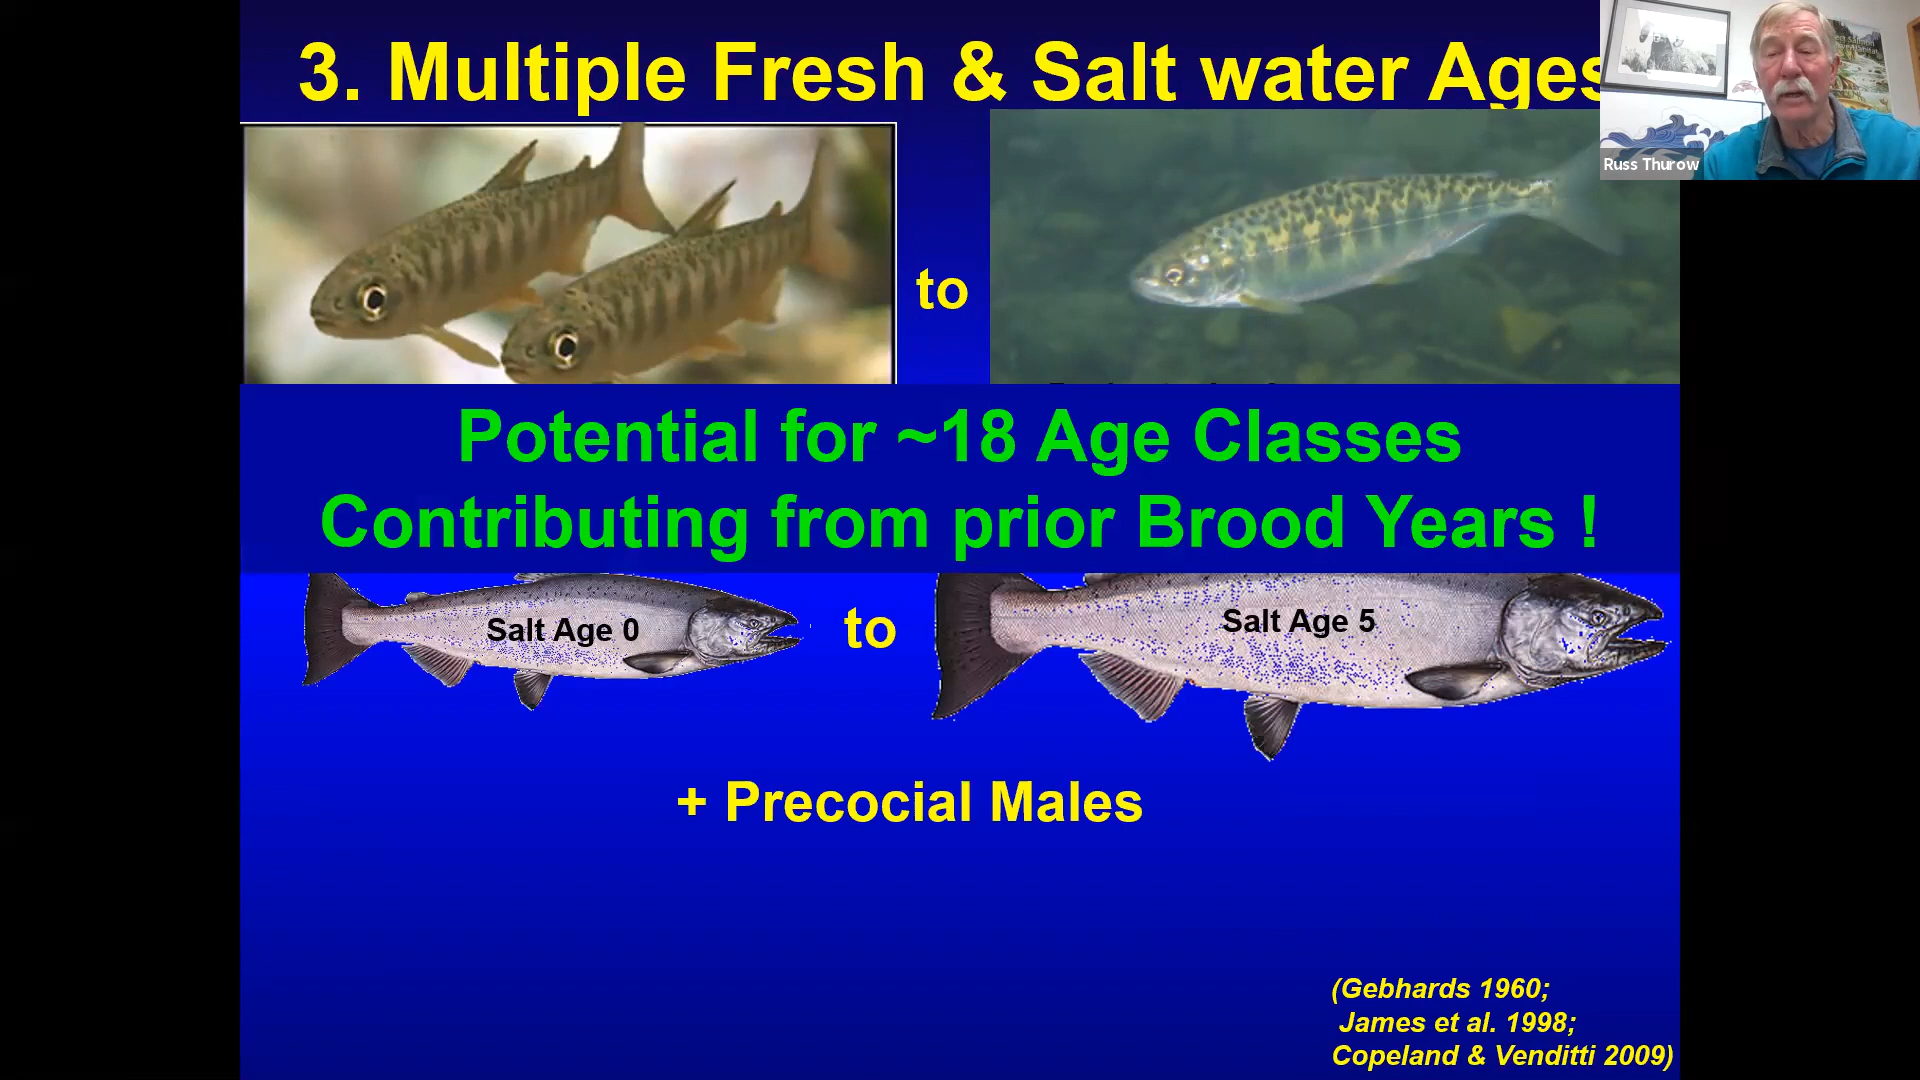 3. Multiple Fresh & Salt water Ages
Russ Thurow
to
Potential for ~18 Age Classes
Contributing from prior Brood Years !
Salt Age 0
to
Salt Age 5
+ Precocial Males
(Gebhards 1960;
James et al. 1998;
Copeland & Venditti 2009)